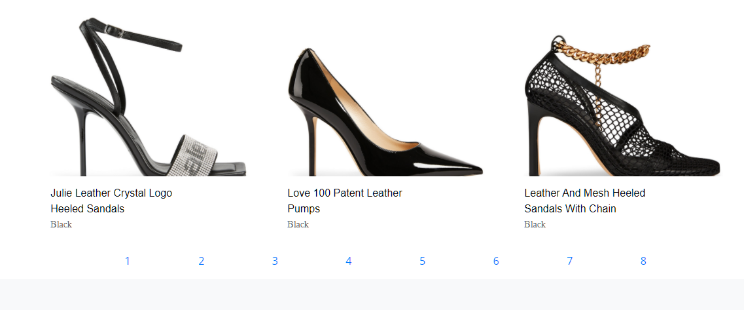 Julie Leather Crystal Logo
Heeled Sandals
Black
Love 100 Patent Leather
Pumps
Black
Leather And Mesh Heeled
Sandals With Chain
Black
1 2 3 4 5 6 7 8